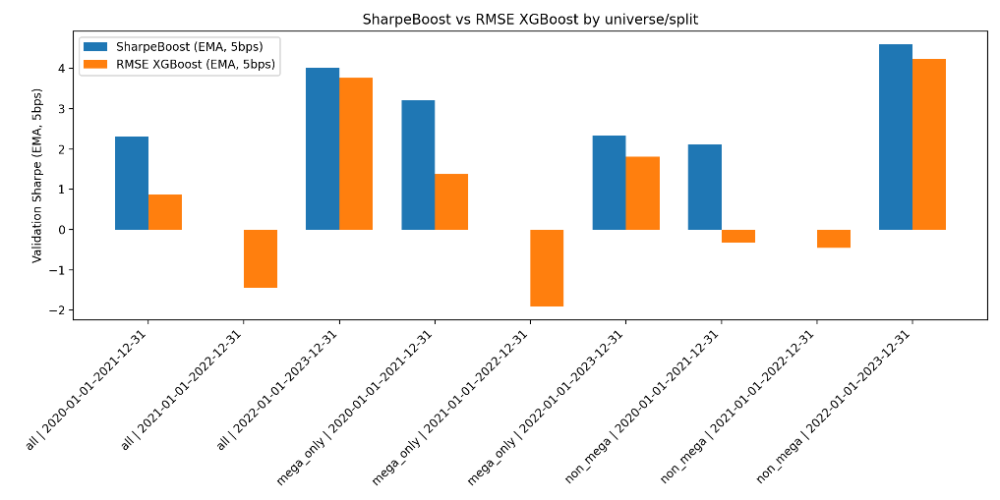 SharpeBoost vs RMSE XGBoost by universe/split
SharpeBoost (EMA, 5bps)
RMSE XGBoost (EMA, 5bps)
Validation Sharpe (EMA, 5bps)
4
3
2
1
0
−1
−2
all | 2020-01-01–2021-12-31
all | 2021-01-01–2022-12-31
all | 2022-01-01–2023-12-31
mega_only | 2020-01-01–2021-12-31
mega_only | 2021-01-01–2022-12-31
mega_only | 2022-01-01–2023-12-31
non_mega | 2020-01-01–2021-12-31
non_mega | 2021-01-01–2022-12-31
non_mega | 2022-01-01–2023-12-31